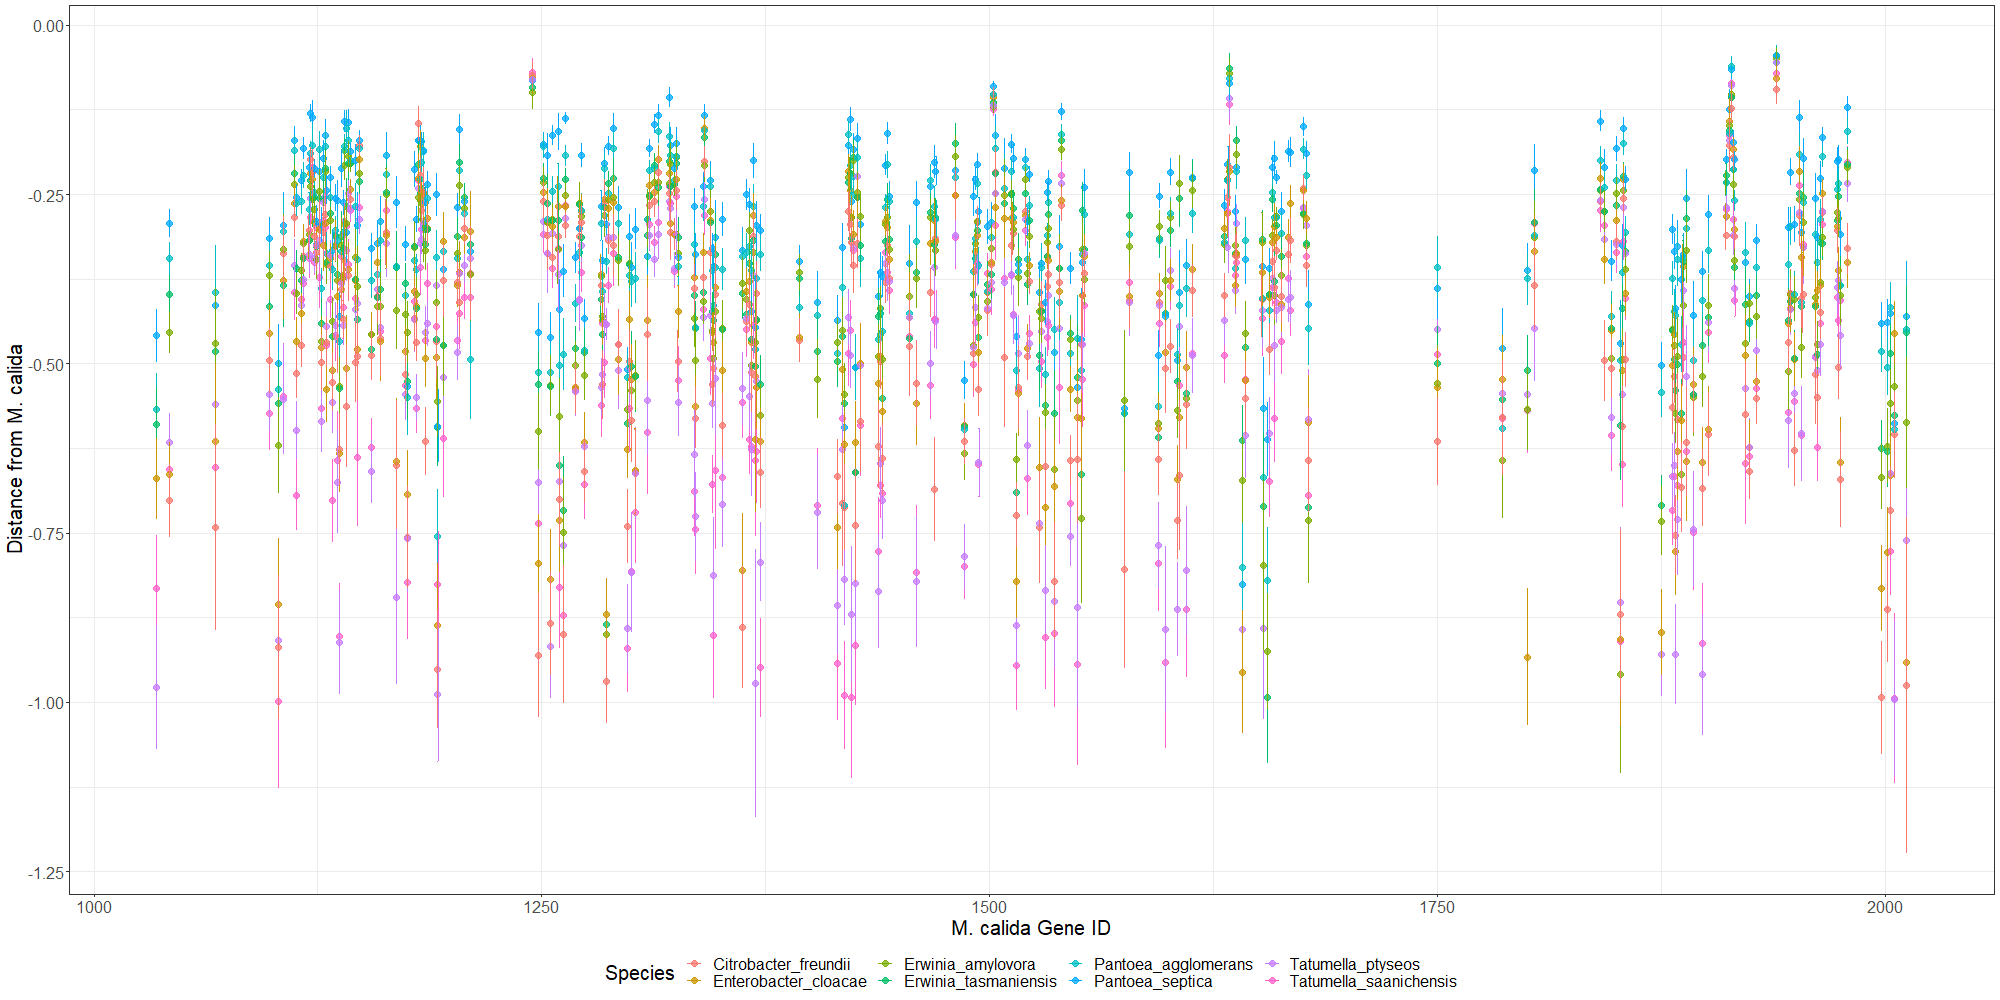 Distance from M. calida
0.00
-0.25
-0.50
-0.75
-1.00
-1.25
1000
1250
1500
1750
2000
M. calida Gene ID
Species
Citrobacter_freundii
Enterobacter_cloacae
Erwinia_amylovora
Erwinia_tasmaniensis
Pantoea_agglomerans
Pantoea_septica
Tatumella_ptyseos
Tatumella_saanichensis